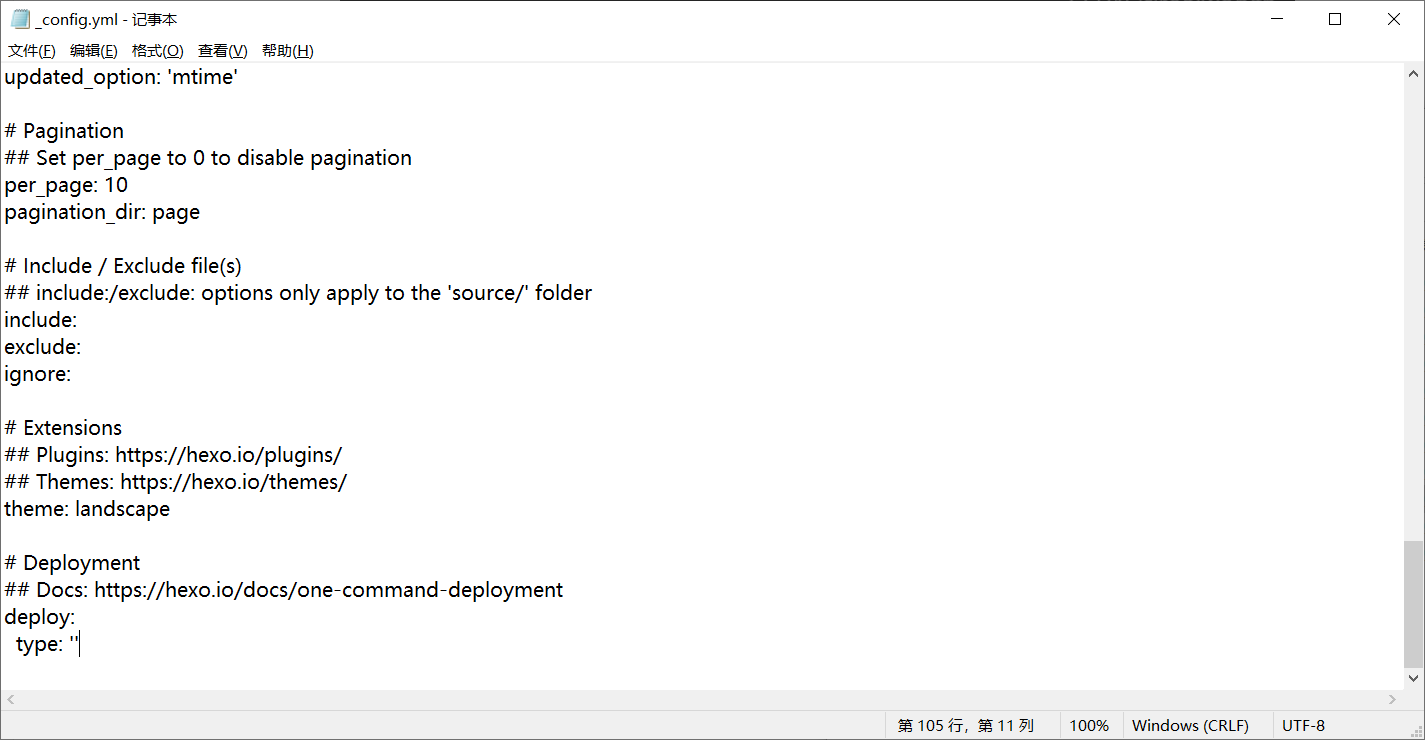 _config.yml - 记事本
文件(F) 编辑(E) 格式(O) 查看(V) 帮助(H)
updated_option: 'mtime'
# Pagination
## Set per_page to 0 to disable pagination
per_page: 10
pagination_dir: page
# Include / Exclude file(s)
## include:/exclude: options only apply to the 'source/' folder
include:
exclude:
ignore:
# Extensions
## Plugins: https://hexo.io/plugins/
## Themes: https://hexo.io/themes/
theme: landscape
# Deployment
## Docs: https://hexo.io/docs/one-command-deployment
deploy:
  type: ''
第 105 行，第 11 列 100% Windows (CRLF) UTF-8